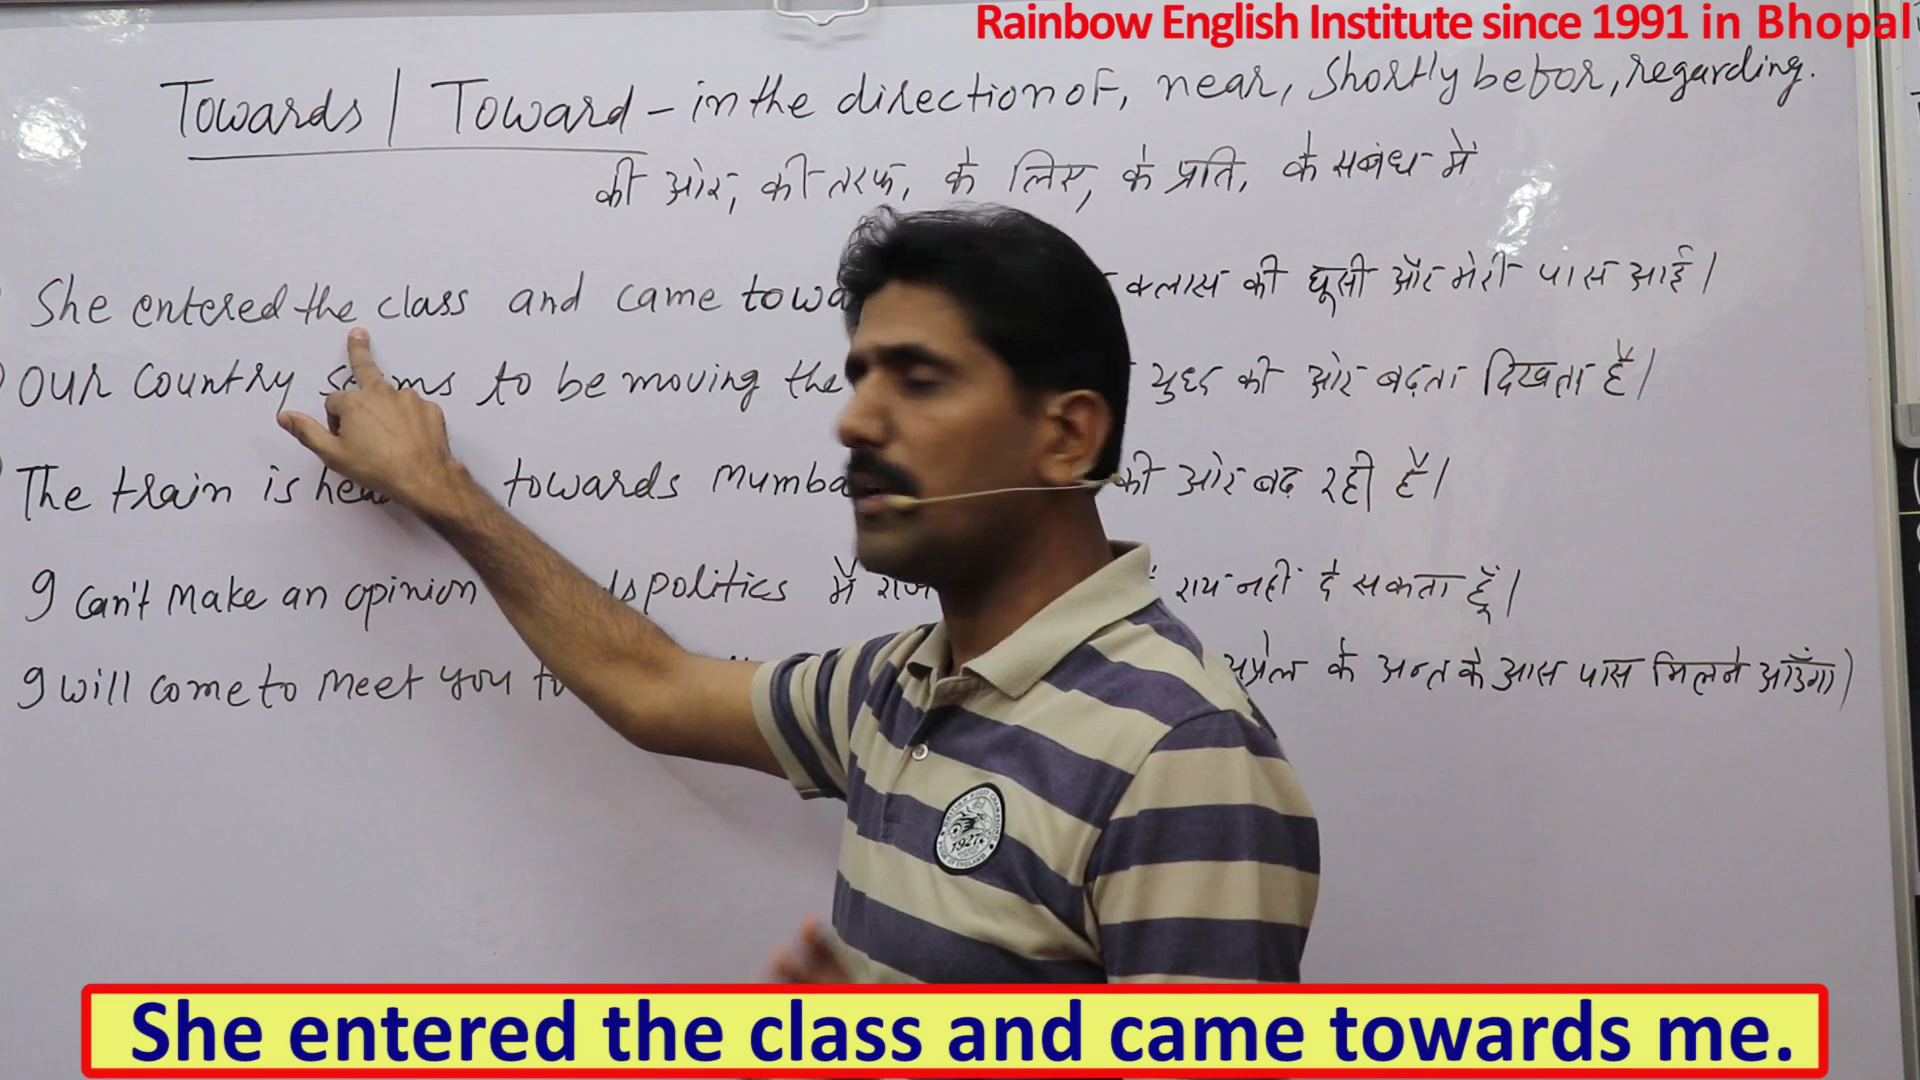 Rainbow English Institute since 1991 in Bhopal
Towards | Toward – in the direction of, near, Shortly befor, regarding.
की ओर, की तरफ, के लिए, के प्रति, के सबंध में
She entered the class and came क्लास की घूसी और मेरी पास आई।
Our country to be moving the युध्द की ओर बढ़ता दिखता हैं।
The train is towards mumba की ओर बढ़ रही हैं।
I can't make an opinion politics में राय नहीं दे सकता हूँ।
I will come to meet you अप्रेल के अन्त के आस पास मिलने आऊँगा।
1927
She entered the class and came towards me.